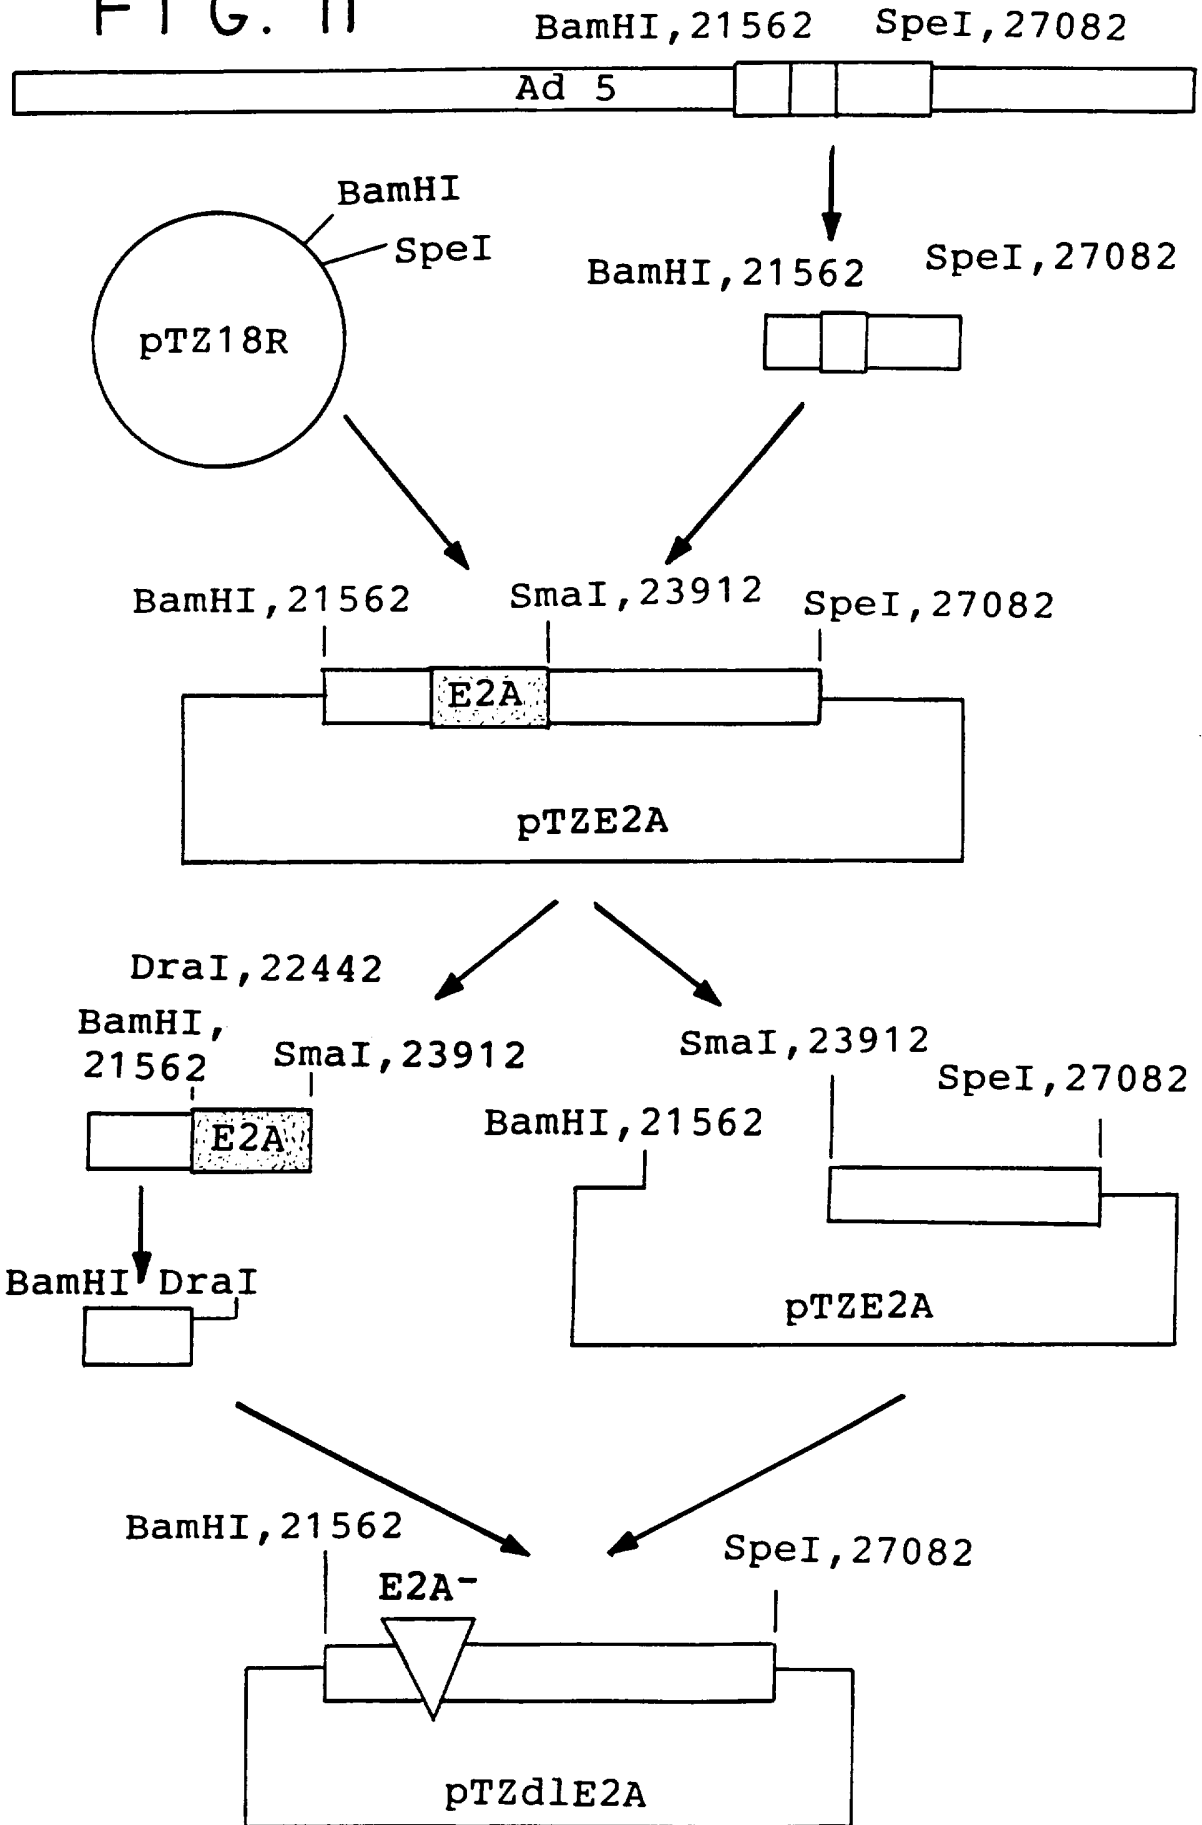 FIG. 11
BamHI,21562 SpeI,27082
Ad 5
BamHI
SpeI
pTZ18R
BamHI,21562 SpeI,27082
BamHI,21562 SmaI,23912 SpeI,27082
E2A
pTZE2A
DraI,22442
BamHI,
21562 SmaI,23912
E2A
SmaI,23912
SpeI,27082
BamHI,21562
BamHI DraI
pTZE2A
BamHI,21562 SpeI,27082
E2A-
pTZdlE2A